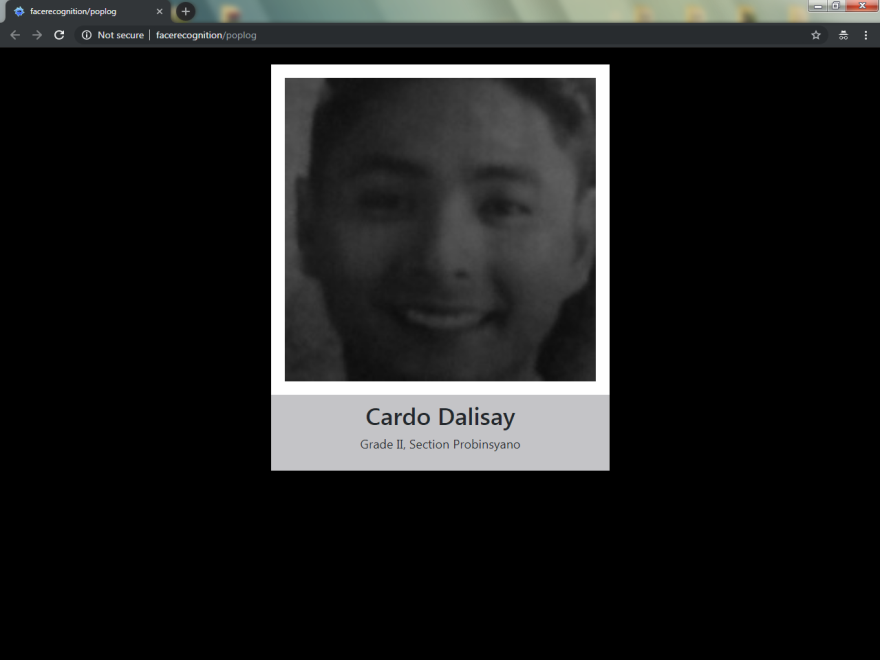 facerecognition/poplog
Not secure
facerecognition/poplog
Cardo Dalisay
Grade II, Section Probinsyano